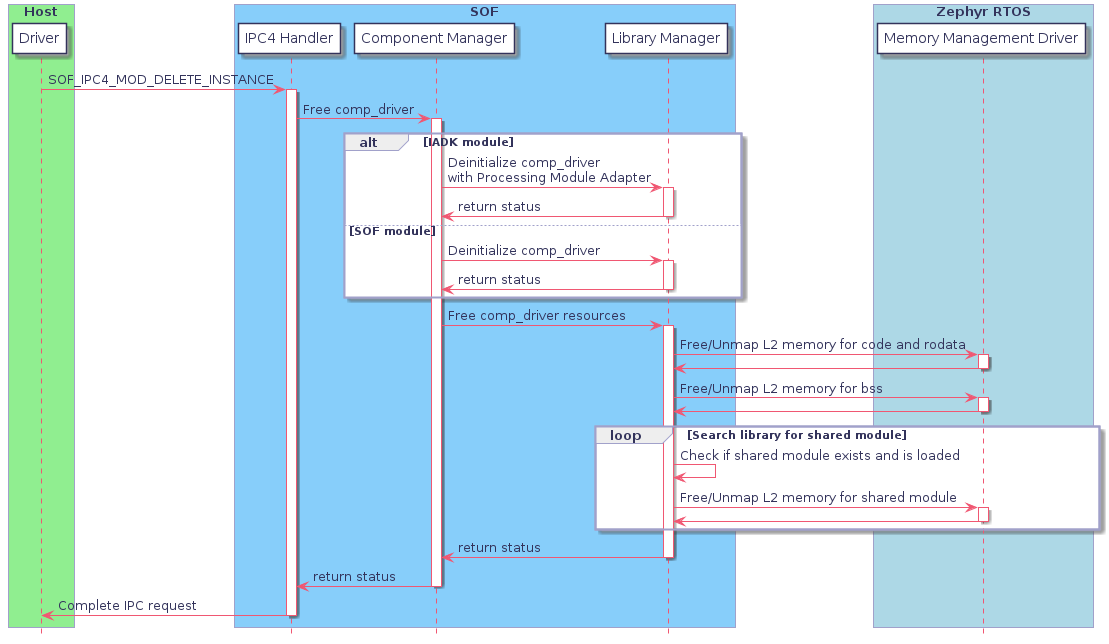 Host
SOF
Zephyr RTOS
Driver
IPC4 Handler
Component Manager
Library Manager
Memory Management Driver
SOF_IPC4_MOD_DELETE_INSTANCE
Free comp_driver
alt
[IADK module]
Deinitialize comp_driver
with Processing Module Adapter
return status
[SOF module]
Deinitialize comp_driver
return status
Free comp_driver resources
Free/Unmap L2 memory for code and rodata
Free/Unmap L2 memory for bss
loop
[Search library for shared module]
Check if shared module exists and is loaded
Free/Unmap L2 memory for shared module
return status
return status
Complete IPC request